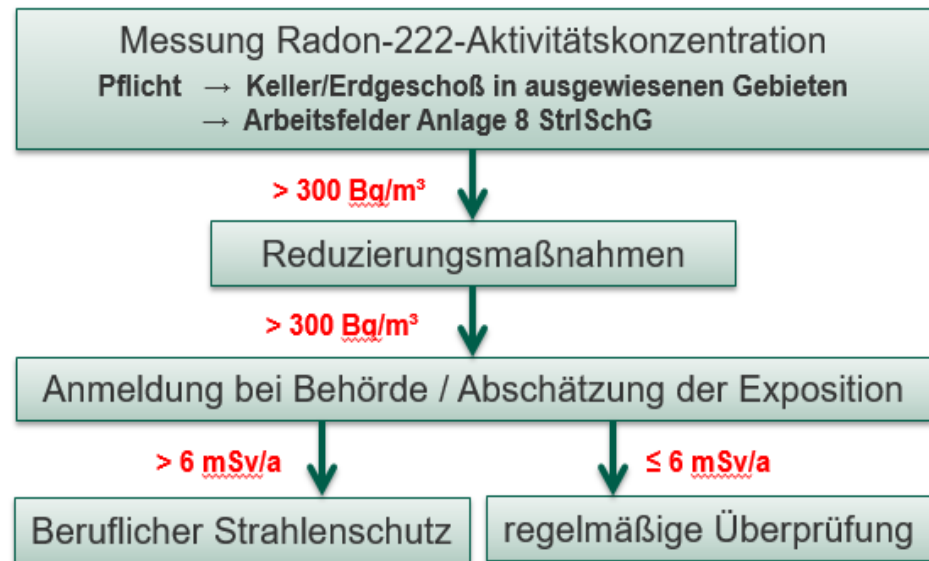 Messung Radon-222-Aktivitätskonzentration
Pflicht → Keller/Erdgeschoß in ausgewiesenen Gebieten
→ Arbeitsfelder Anlage 8 StrlSchG
> 300 Bq/m³
Reduzierungsmaßnahmen
> 300 Bq/m³
Anmeldung bei Behörde / Abschätzung der Exposition
> 6 mSv/a ≤ 6 mSv/a
Beruflicher Strahlenschutz regelmäßige Überprüfung